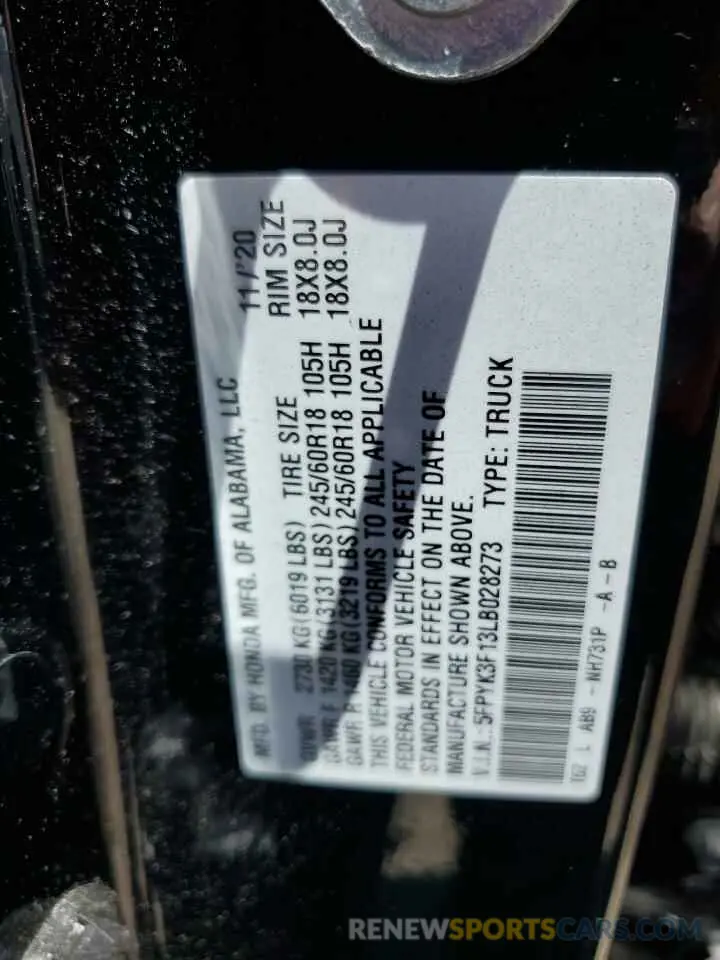 MFG. BY HONDA MFG. OF ALABAMA, LLC 11/'20
GVWR 2730 KG(6019 LBS) TIRE SIZE RIM SIZE
GAWR F 1420 KG(3131 LBS) 245/60R18 105H 18X8.0J
GAWR R 1460 KG(3219 LBS) 245/60R18 105H 18X8.0J
THIS VEHICLE CONFORMS TO ALL APPLICABLE
FEDERAL MOTOR VEHICLE SAFETY
STANDARDS IN EFFECT ON THE DATE OF
MANUFACTURE SHOWN ABOVE.
V.I.N.: 5FPYK3F13LB028273 TYPE: TRUCK
TG2 L AB9 - NH731P - A - B
RENEWSPORTSCARS.COM